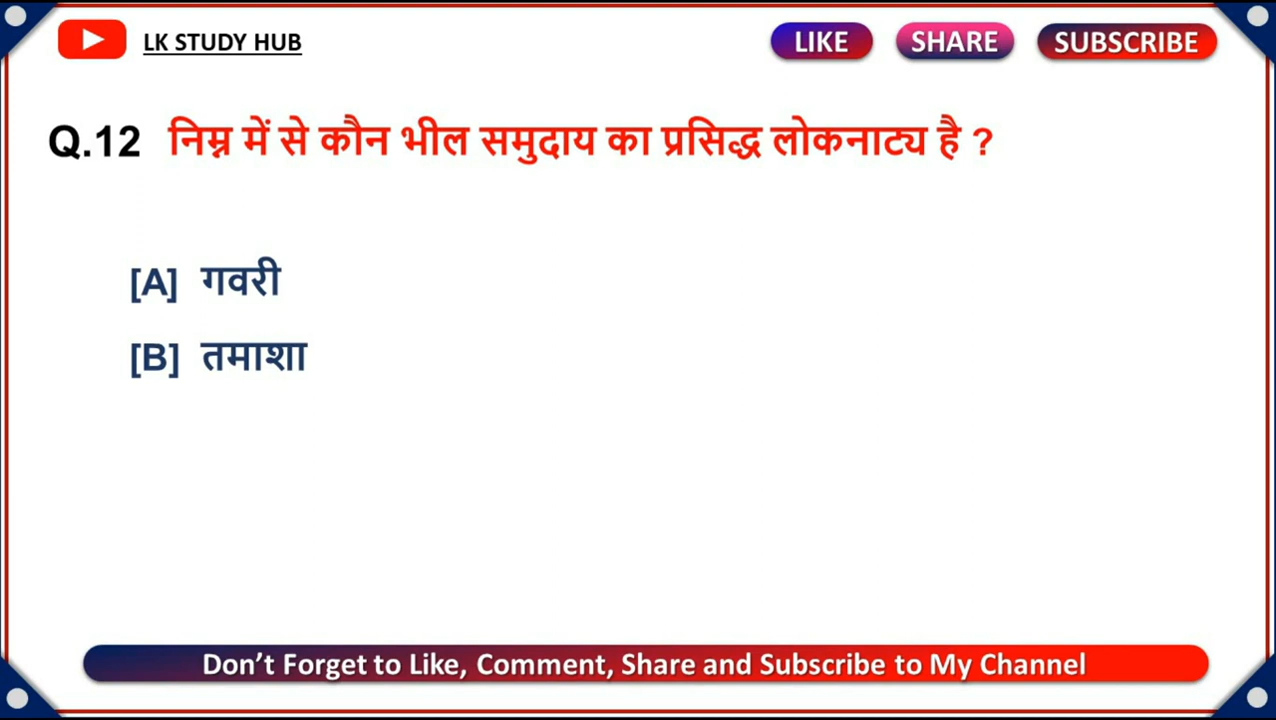 LK STUDY HUB
LIKE
SHARE
SUBSCRIBE
Q.12 निम्न में से कौन भील समुदाय का प्रसिद्ध लोकनाट्य है ?
[A] गवरी
[B] तमाशा
Don't Forget to Like, Comment, Share and Subscribe to My Channel